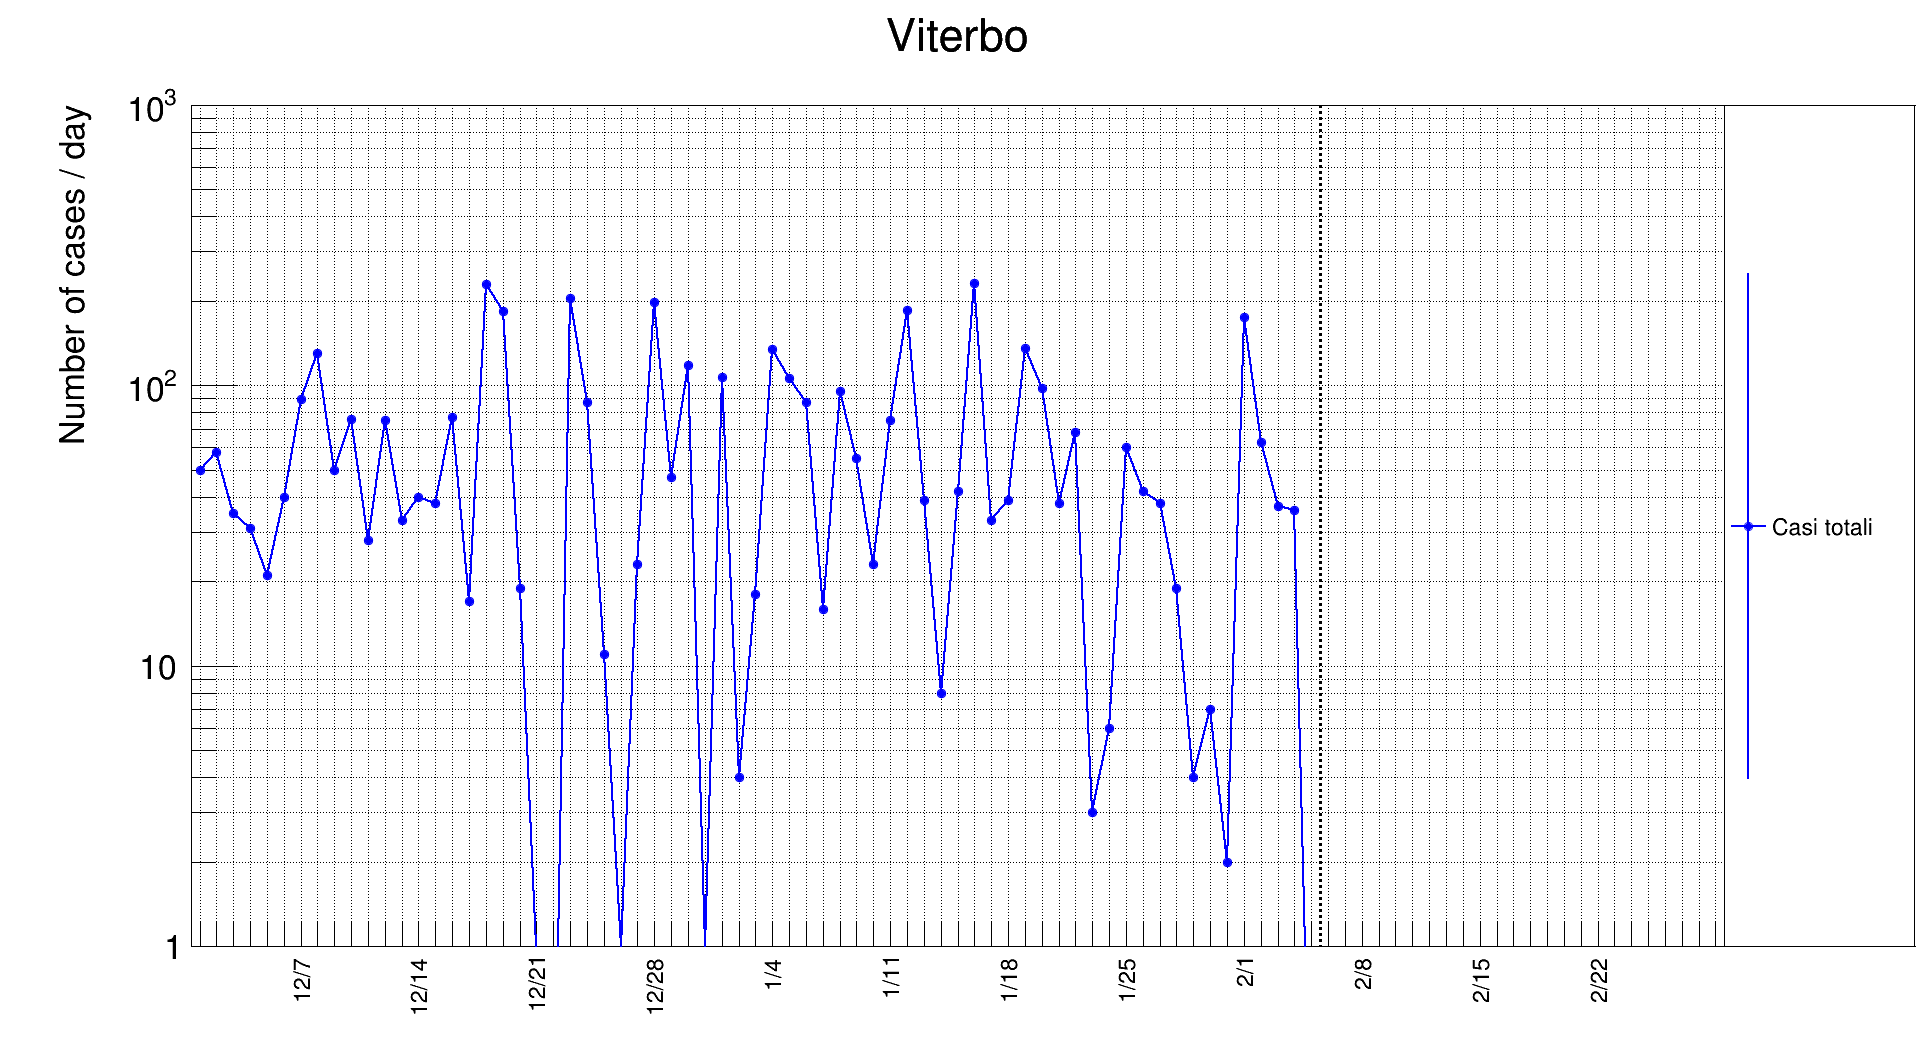 Viterbo
Number of cases / day
10³
10²
10
1
12/7 12/14 12/21 12/28 1/4 1/11 1/18 1/25 2/1 2/8 2/15 2/22
Casi totali